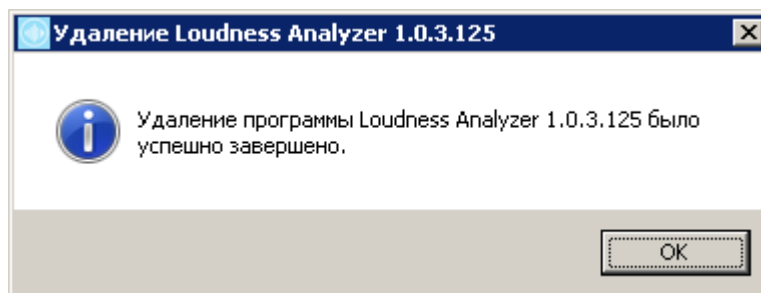 Удаление Loudness Analyzer 1.0.3.125
Удаление программы Loudness Analyzer 1.0.3.125 было
успешно завершено.
OK